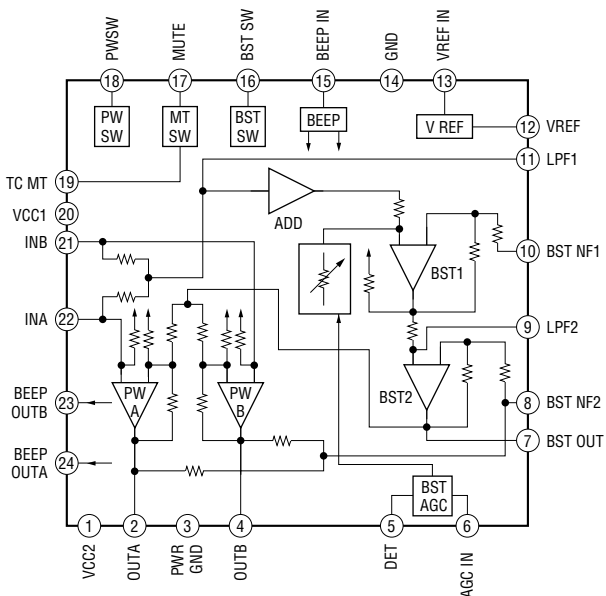 PWSW
MUTE
BST SW
BEEP IN
GND
VREF IN
18
17
16
15
14
13
PW
SW
MT
SW
BST
SW
BEEP
V REF
12 VREF
11 LPF1
TC MT 19
VCC1 20
INB 21
ADD
BST1
10 BST NF1
INA 22
9 LPF2
BEEP
OUTB 23
PW
A
PW
B
BST2
8 BST NF2
7 BST OUT
BEEP
OUTA 24
BST
AGC
1
2
3
4
5
6
VCC2
OUTA
PWR
GND
OUTB
DET
AGC IN